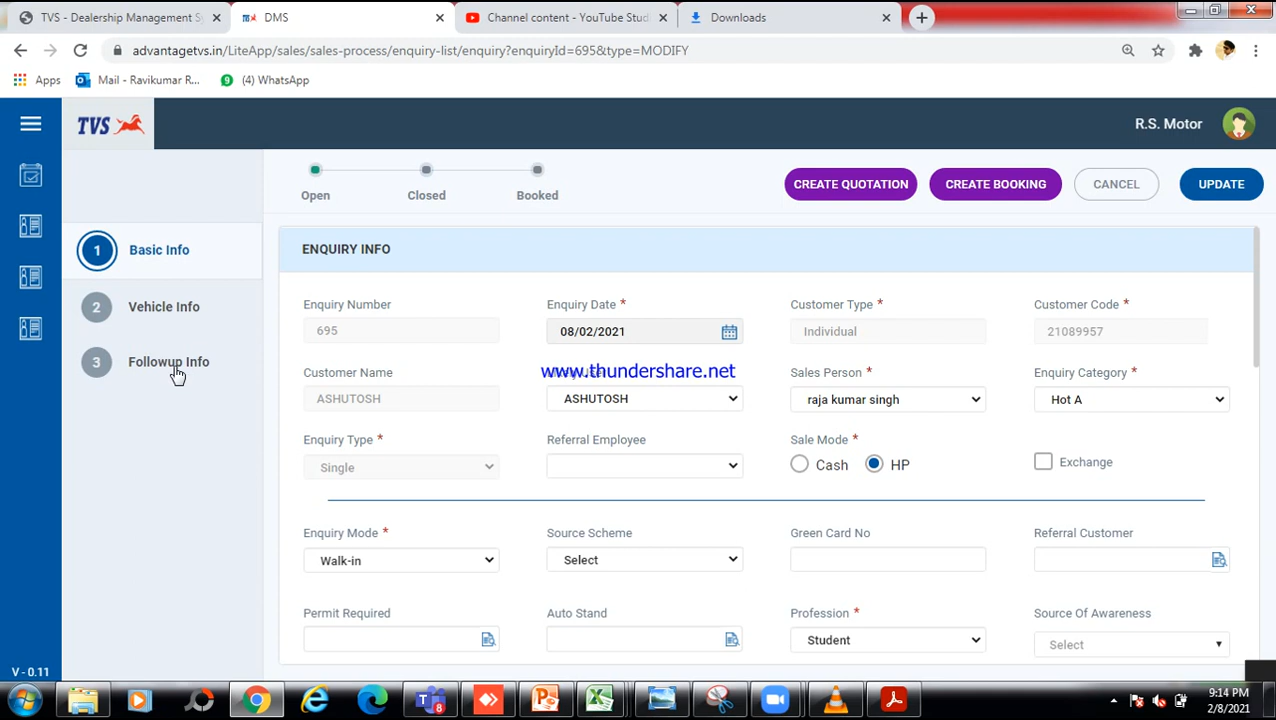 TVS - Dealership Management Sy
DMS
Channel content - YouTube Stud
Downloads
advantagetvs.in/LiteApp/sales/sales-process/enquiry-list/enquiry?enquiryId=695&type=MODIFY
Apps
Mail - Ravikumar R...
9
(4) WhatsApp
TVS
R.S. Motor
Open
Closed
Booked
CREATE QUOTATION
CREATE BOOKING
CANCEL
UPDATE
1 Basic Info
2 Vehicle Info
3 Followup Info
ENQUIRY INFO
Enquiry Number
Enquiry Date *
Customer Type *
Customer Code *
695
08/02/2021
Individual
21089957
Customer Name
www.thundershare.net
Sales Person *
Enquiry Category *
ASHUTOSH
ASHUTOSH
raja kumar singh
Hot A
Enquiry Type *
Referral Employee
Sale Mode *
Single
Cash
HP
Exchange
Enquiry Mode *
Source Scheme
Green Card No
Referral Customer
Walk-in
Select
Permit Required
Auto Stand
Profession *
Source Of Awareness
Student
Select
V - 0.11
8
9:14 PM
2/8/2021